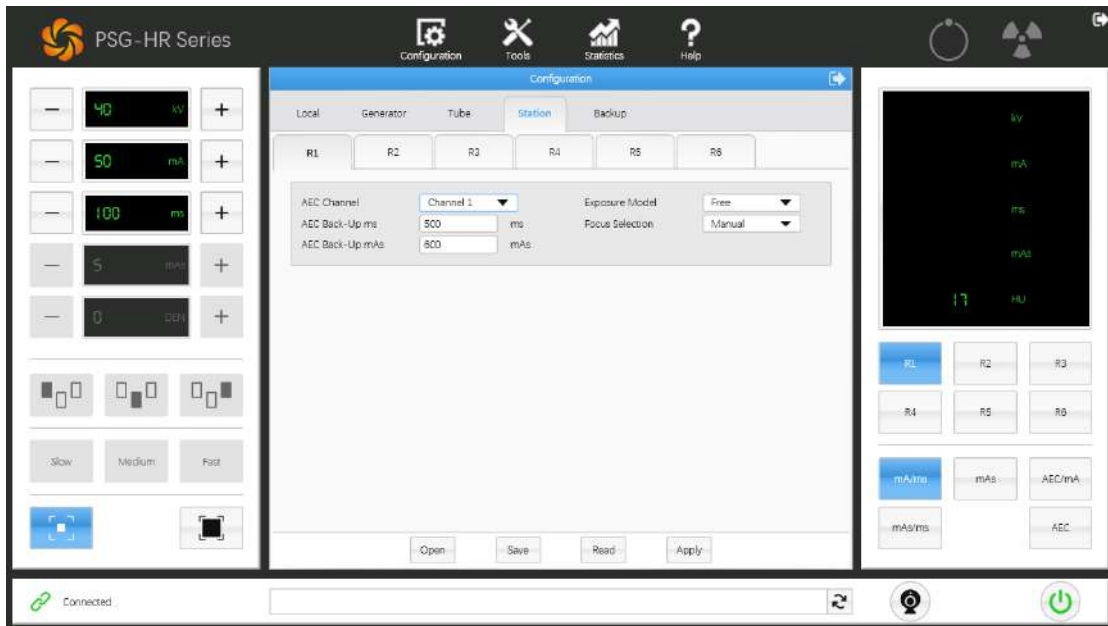 PSG-HR Series
Configuration
Tools
Statistics
Help
40 kV
50 mA
100 ms
5 mAs
0 DEN
Slow Medium Fast
Configuration
Local Generator Tube Station Backup
R1 R2 R3 R4 R5 R6
AEC Channel Channel 1 Exposure Model Free
AEC Back-Up ms 500 ms Focus Selection Manual
AEC Back-Up mAs 600 mAs
Open Save Read Apply
kV
mA
ms
mAs
17 HU
R1 R2 R3
R4 R5 R6
mA/ms mAs AEC/mA
mAs/ms AEC
Connected